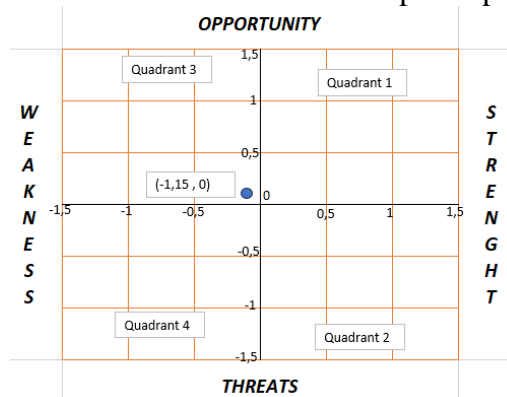 OPPORTUNITY
1,5
Quadrant 3
Quadrant 1
1
0,5
(-1,15 , 0)
0
-1,5
-1
-0,5
0,5
1
1,5
-0,5
-1
Quadrant 4
Quadrant 2
-1,5
THREATS
W
E
A
K
N
E
S
S
S
T
R
E
N
G
H
T